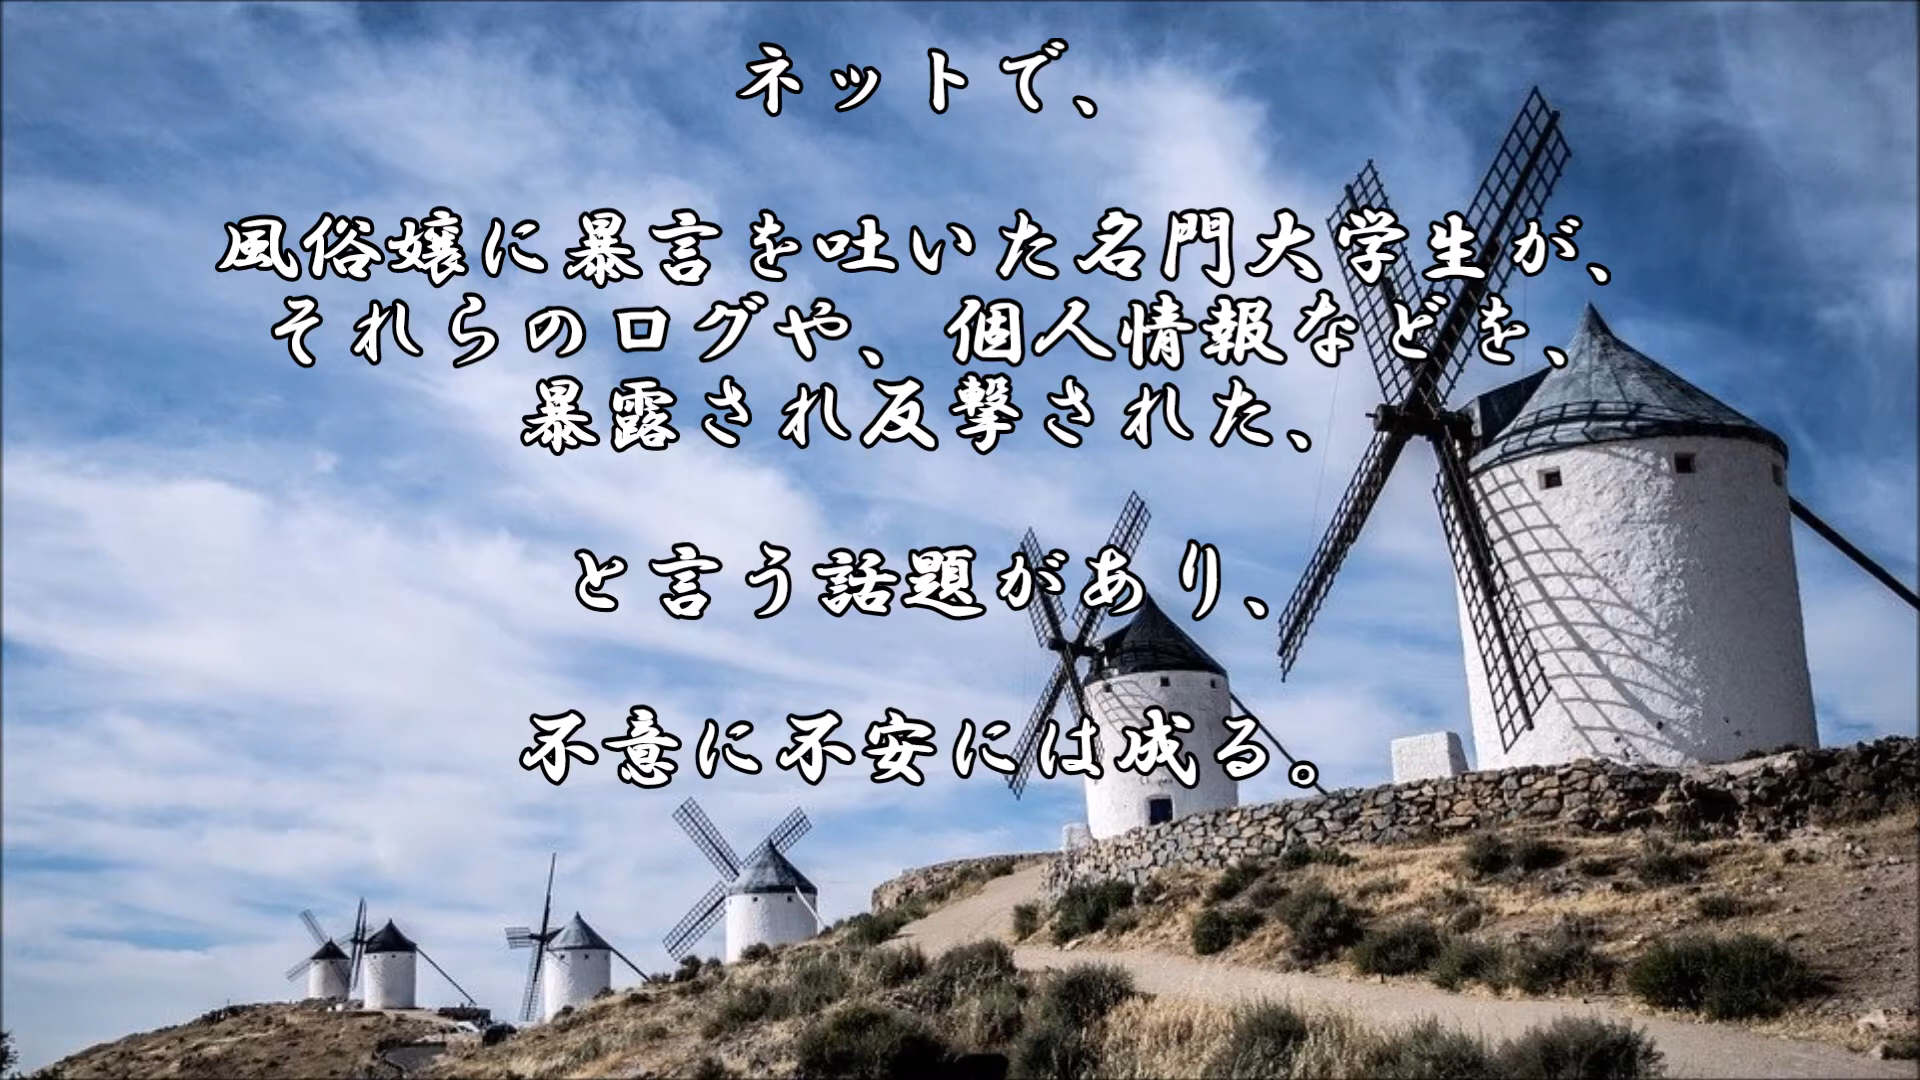 ネットで、
風俗嬢に暴言を吐いた名門大学生が、
それらのログや、個人情報などを、
暴露され反撃された、
と言う話題があり、
不意に不安には成る。